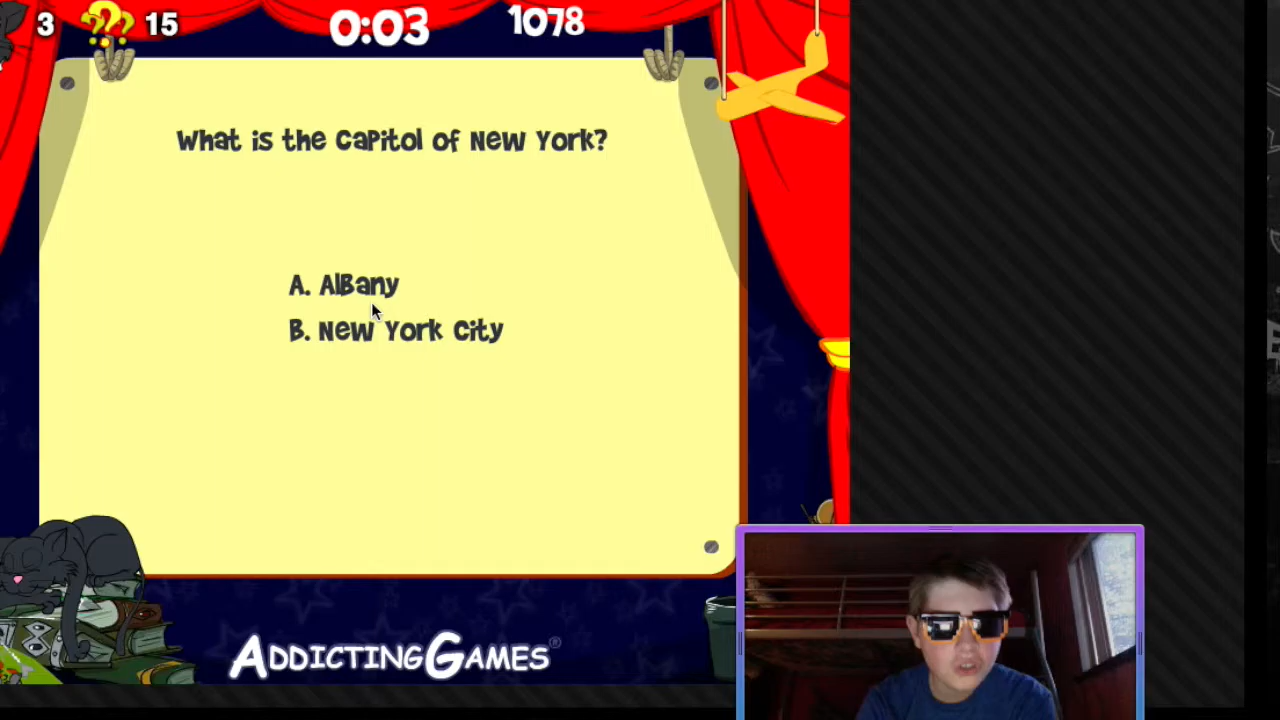 3 ??? 15 0:03 1078
What is the Capitol of New York?
A. Albany
B. New York City
AddictingGames®